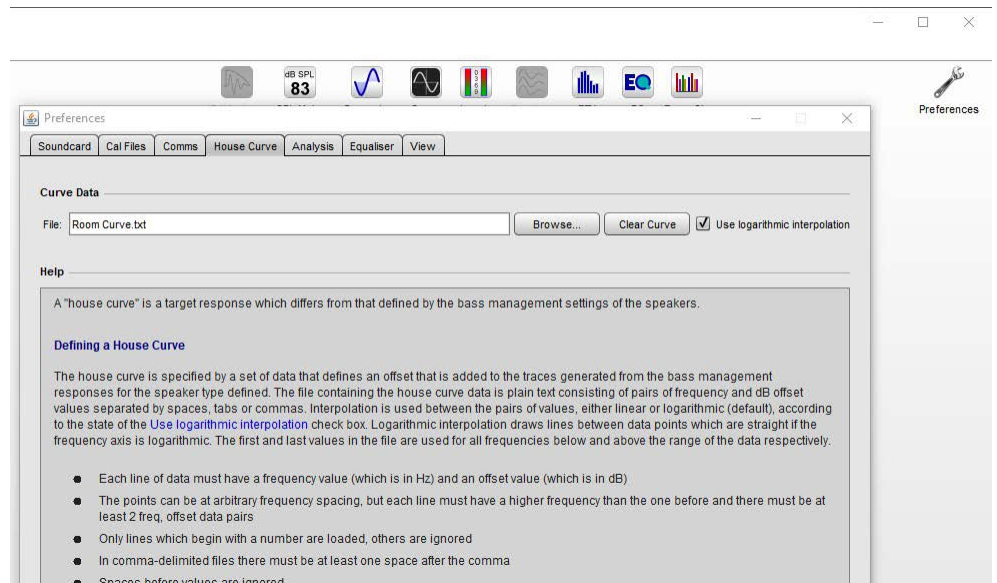 dB SPL
83
EQ
Preferences
Preferences
Soundcard Cal Files Comms House Curve Analysis Equaliser View
Curve Data
File: Room Curve.txt Browse... Clear Curve Use logarithmic interpolation
Help
A "house curve" is a target response which differs from that defined by the bass management settings of the speakers.
Defining a House Curve
The house curve is specified by a set of data that defines an offset that is added to the traces generated from the bass management
responses for the speaker type defined. The file containing the house curve data is plain text consisting of pairs of frequency and dB offset
values separated by spaces, tabs or commas. Interpolation is used between the pairs of values, either linear or logarithmic (default), according
to the state of the Use logarithmic interpolation check box. Logarithmic interpolation draws lines between data points which are straight if the
frequency axis is logarithmic. The first and last values in the file are used for all frequencies below and above the range of the data respectively.
Each line of data must have a frequency value (which is in Hz) and an offset value (which is in dB)
The points can be at arbitrary frequency spacing, but each line must have a higher frequency than the one before and there must be at
least 2 freq, offset data pairs
Only lines which begin with a number are loaded, others are ignored
In comma-delimited files there must be at least one space after the comma
Spaces before values are ignored